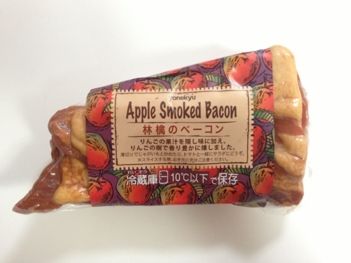 yonekyu
Apple Smoked Bacon
林檎のベーコン
りんごの果汁を隠し味に加え、
りんごの樹で香り豊かに燻しました。
冷蔵庫 10℃以下で保存